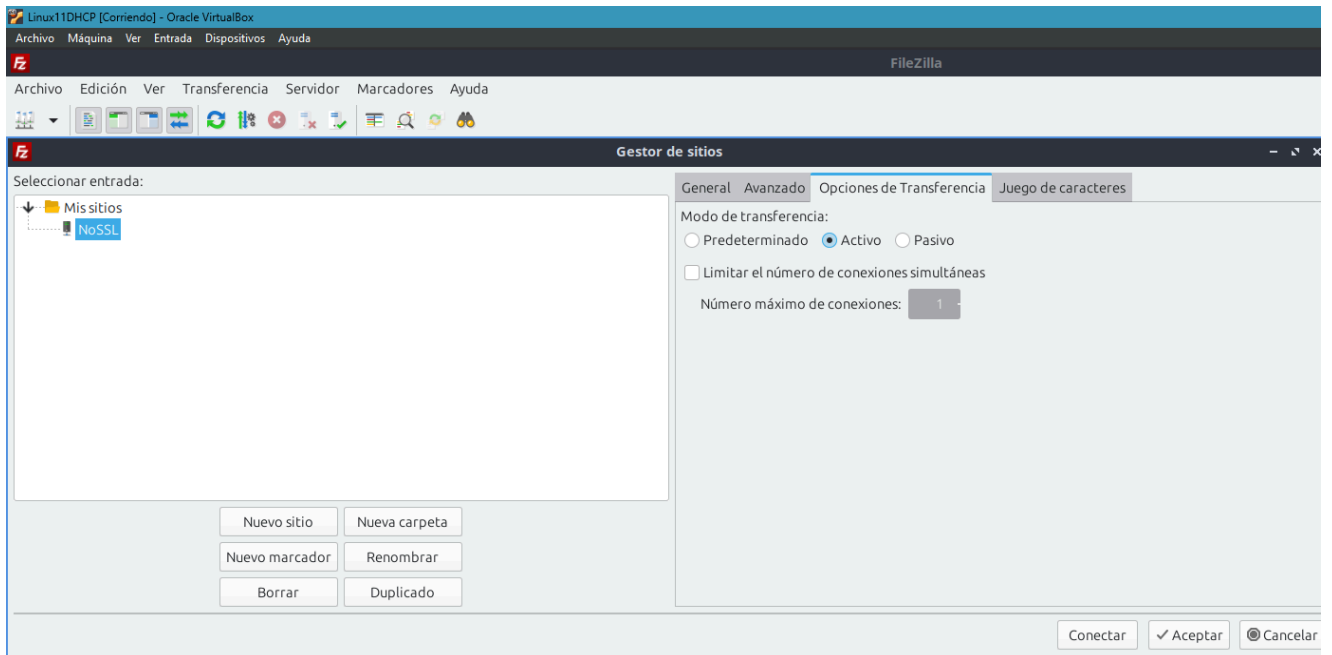 Linux11DHCP [Corriendo] - Oracle VirtualBox
Archivo Máquina Ver Entrada Dispositivos Ayuda
Fz FileZilla
Archivo Edición Ver Transferencia Servidor Marcadores Ayuda
Fz Gestor de sitios
Seleccionar entrada:
Mis sitios
NoSSL
Nuevo sitio Nueva carpeta
Nuevo marcador Renombrar
Borrar Duplicado
General Avanzado Opciones de Transferencia Juego de caracteres
Modo de transferencia:
Predeterminado Activo Pasivo
Limitar el número de conexiones simultáneas
Número máximo de conexiones: 1
Conectar Aceptar Cancelar